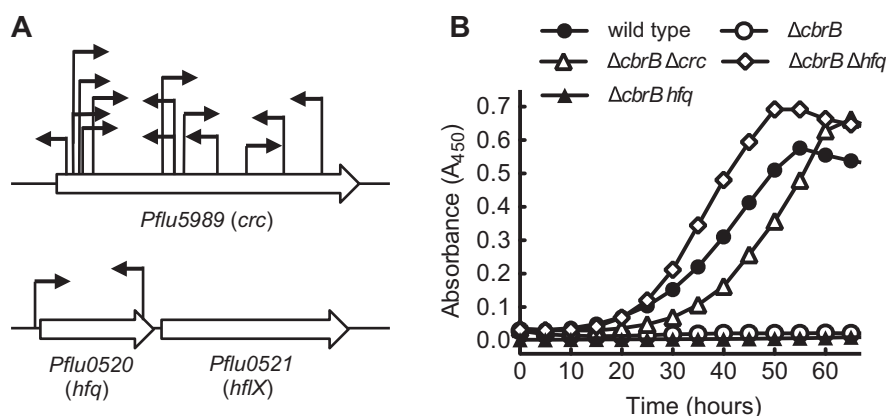 A
Pflu5989 (crc)
Pflu0520
(hfq)
Pflu0521
(hflX)
B
wild type
ΔcbrB
ΔcbrB Δcrc
ΔcbrB Δhfq
ΔcbrB hfq
Absorbance (A450)
0.7
0.6
0.5
0.4
0.3
0.2
0.1
0.0
0 10 20 30 40 50 60
Time (hours)